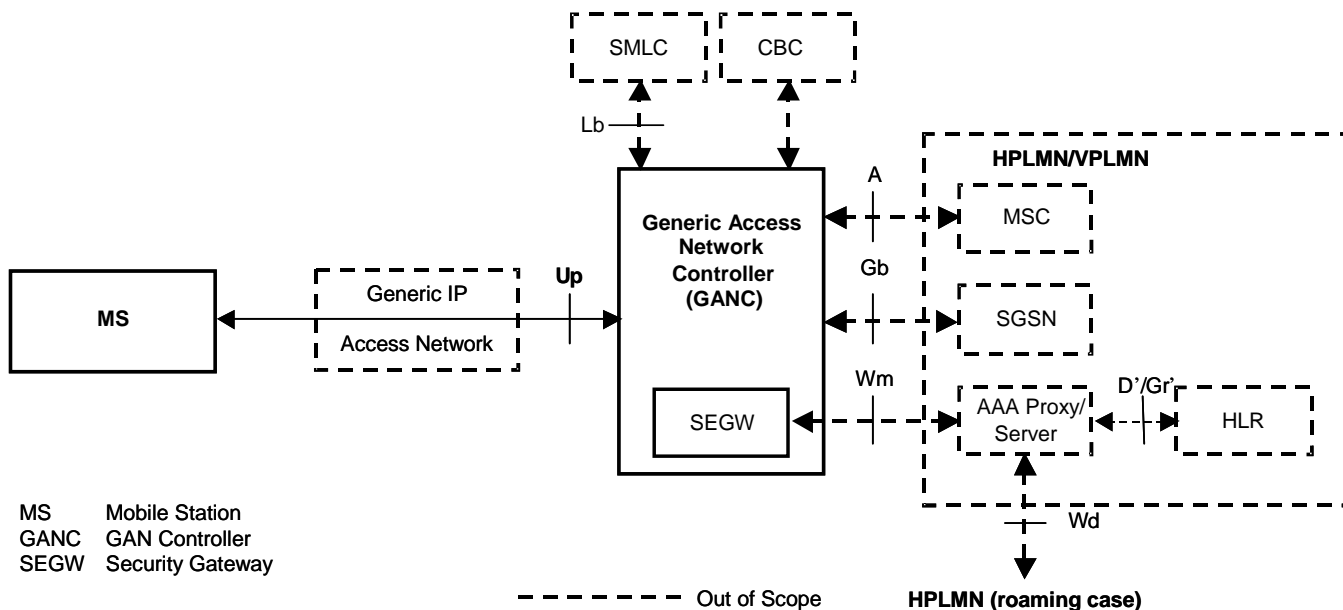 SMLC
CBC
Lb
HPLMN/VPLMN
A
MSC
Generic Access
Network
Controller
(GANC)
Gb
SGSN
Up
Generic IP
Access Network
MS
Wm
SEGW
AAA Proxy/
Server
D'/Gr'
HLR
Wd
MS Mobile Station
GANC GAN Controller
SEGW Security Gateway
Out of Scope
HPLMN (roaming case)